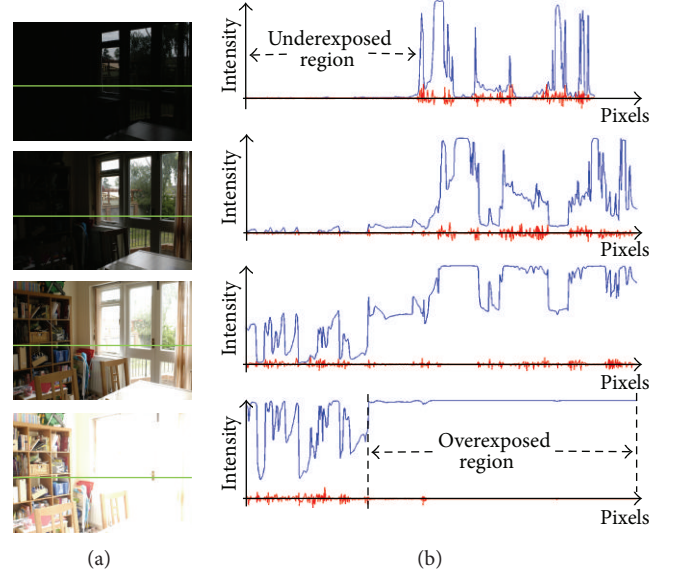 Intensity
Underexposed
region
Pixels
Intensity
Pixels
Intensity
Pixels
Intensity
Overexposed
region
Pixels
(a)
(b)